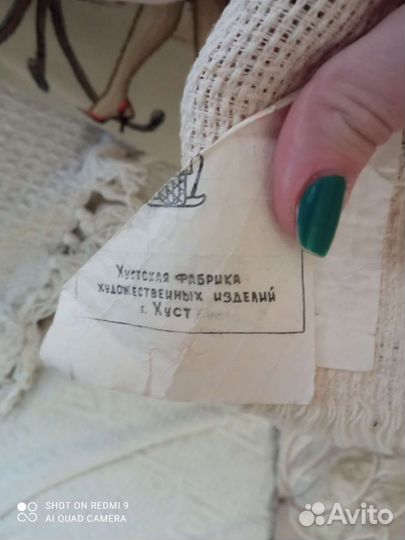 Хустская фабрика
художественных изделий
г. Хуст
SHOT ON REDMI 9
AI QUAD CAMERA
Avito